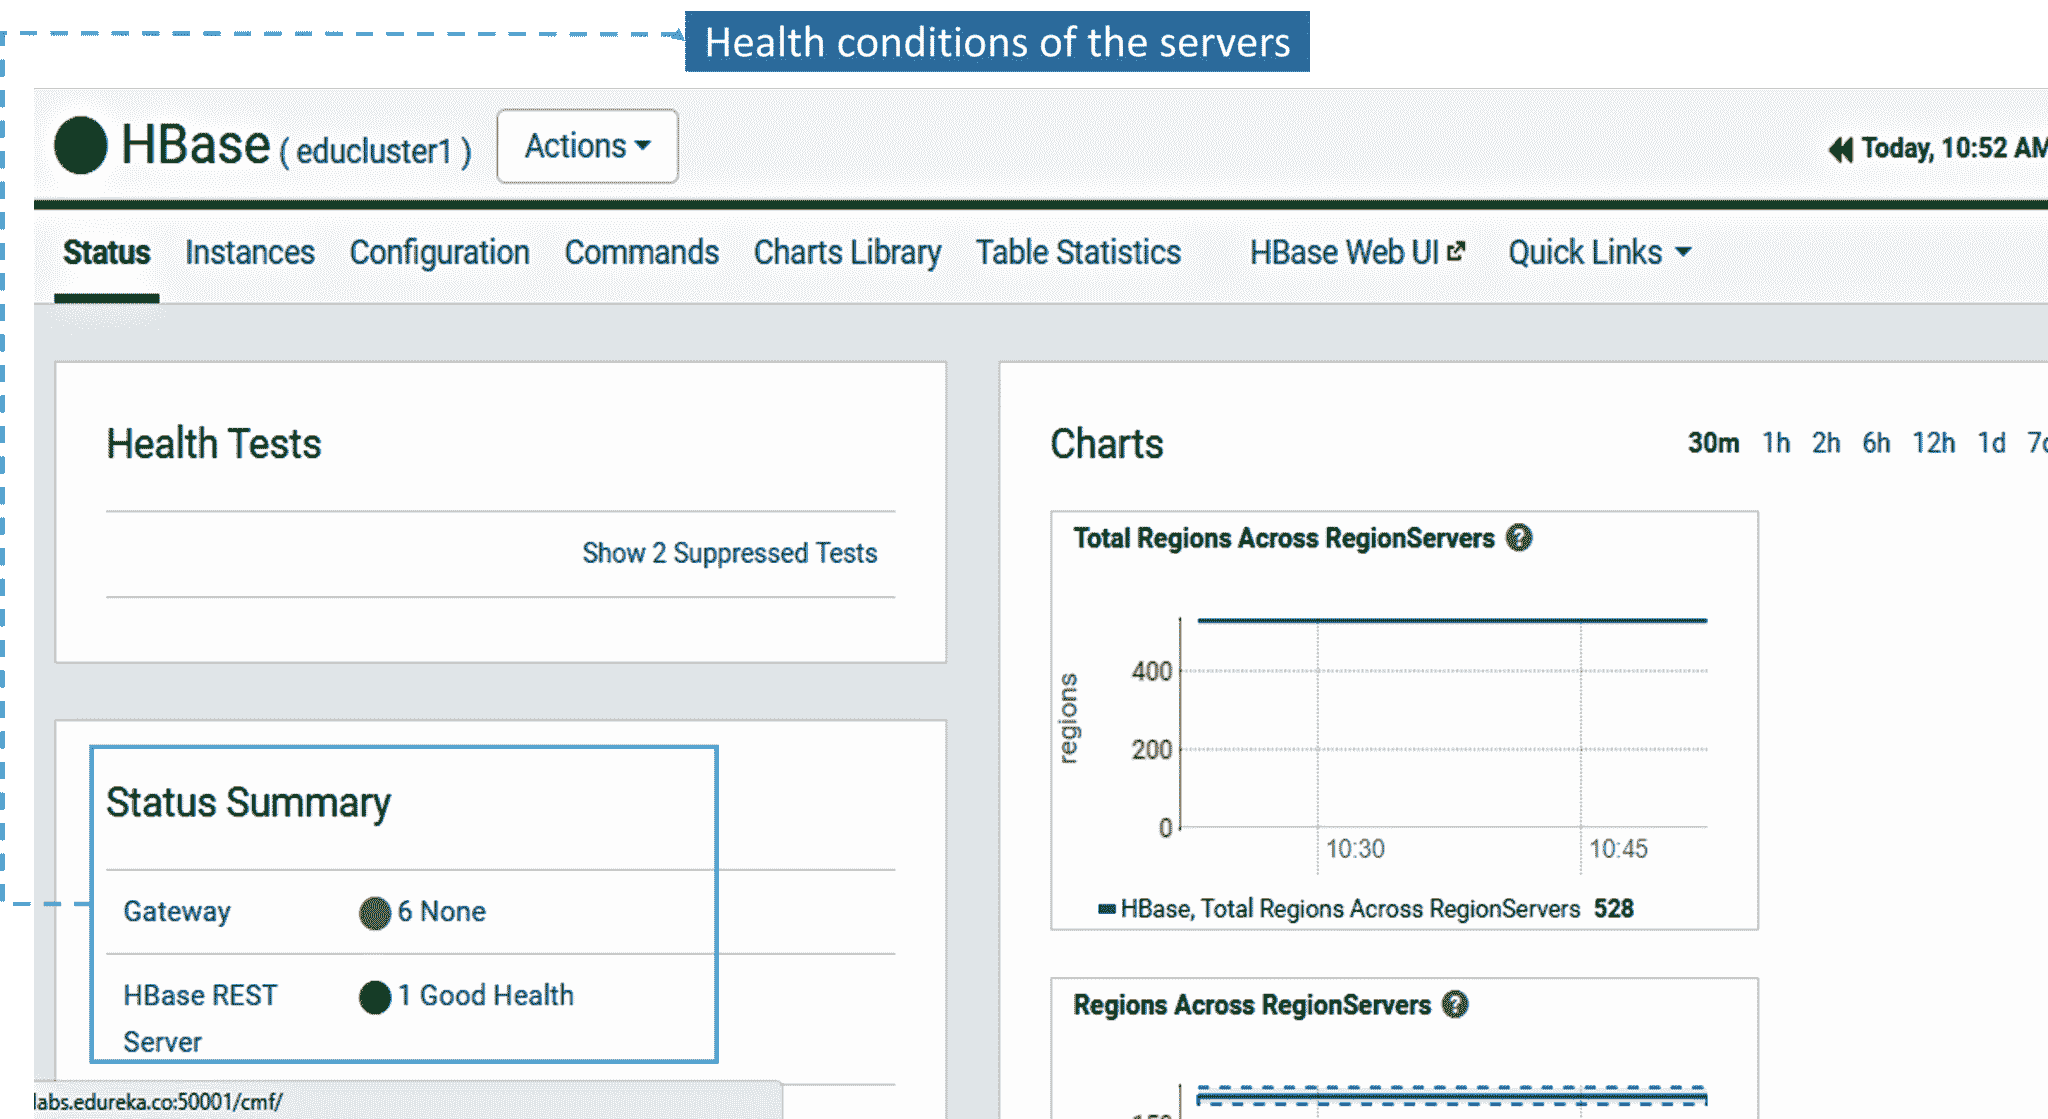 Health conditions of the servers
HBase ( educluster1 ) Actions
Today, 10:52 AM
Status Instances Configuration Commands Charts Library Table Statistics HBase Web UI Quick Links
Health Tests
Show 2 Suppressed Tests
Status Summary
Gateway 6 None
HBase REST 1 Good Health
Server
labs.edureka.co:50001/cmf/
Charts 30m 1h 2h 6h 12h 1d
Total Regions Across RegionServers ?
regions
400
200
0
10:30 10:45
HBase, Total Regions Across RegionServers 528
Regions Across RegionServers ?